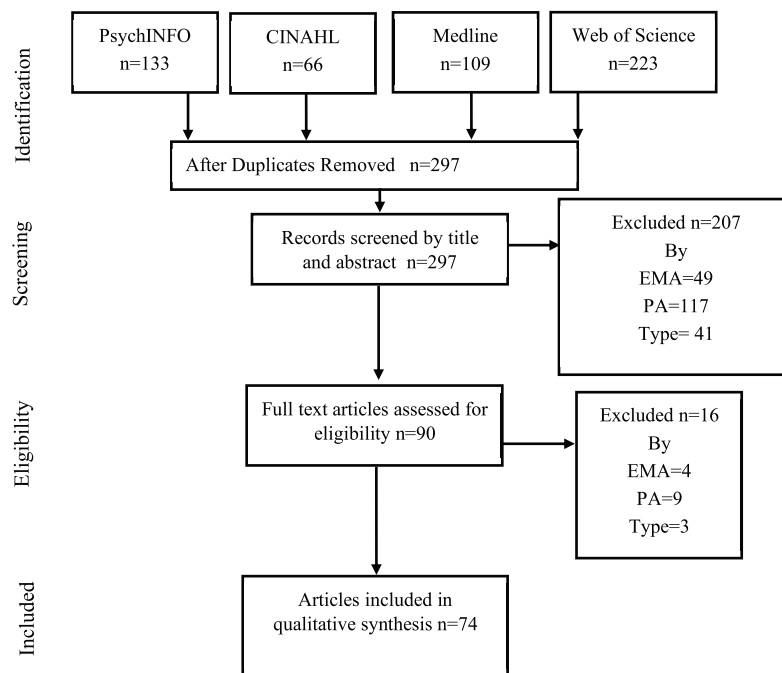 PsychINFO
n=133
CINAHL
n=66
Medline
n=109
Web of Science
n=223
Identification
After Duplicates Removed n=297
Screening
Records screened by title
and abstract n=297
Excluded n=207
By
EMA=49
PA=117
Type= 41
Eligibility
Full text articles assessed for
eligibility n=90
Excluded n=16
By
EMA=4
PA=9
Type=3
Included
Articles included in
qualitative synthesis n=74